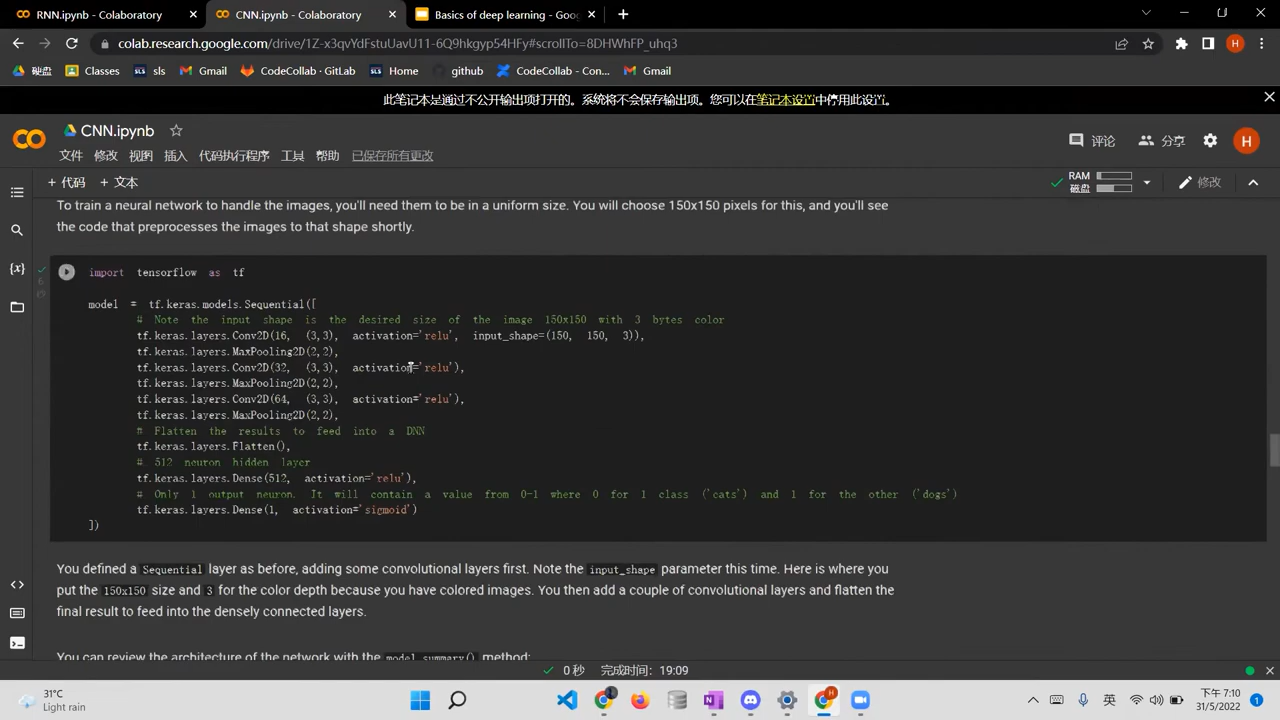 RNN.ipynb - Colaboratory
CNN.ipynb - Colaboratory
Basics of deep learning - Goo
colab.research.google.com/drive/1Z-x3qvYdFstuUavU11-6Q9hkgyp54HFy#scrollTo=8DHWhFP_uhq3
H
硬盘 Classes sls Gmail CodeCollab · GitLab Home github CodeCollab - Con... Gmail
此笔记本是通过不公开输出项打开的。系统将不会保存输出项。您可以在笔记本设置中停用此设置。
CO CNN.ipynb
评论 分享 H
文件 修改 视图 插入 代码执行程序 工具 帮助 已保存所有更改
+ 代码 + 文本
RAM
磁盘
修改
To train a neural network to handle the images, you'll need them to be in a uniform size. You will choose 150x150 pixels for this, and you'll see
the code that preprocesses the images to that shape shortly.
import tensorflow as tf
model = tf.keras.models.Sequential([
# Note the input shape is the desired size of the image 150x150 with 3 bytes color
tf.keras.layers.Conv2D(16, (3,3), activation='relu', input_shape=(150, 150, 3)),
tf.keras.layers.MaxPooling2D(2,2),
tf.keras.layers.Conv2D(32, (3,3), activation='relu'),
tf.keras.layers.MaxPooling2D(2,2),
tf.keras.layers.Conv2D(64, (3,3), activation='relu'),
tf.keras.layers.MaxPooling2D(2,2),
# Flatten the results to feed into a DNN
tf.keras.layers.Flatten(),
# 512 neuron hidden layer
tf.keras.layers.Dense(512, activation='relu'),
# Only 1 output neuron. It will contain a value from 0-1 where 0 for 1 class ('cats') and 1 for the other ('dogs')
tf.keras.layers.Dense(1, activation='sigmoid')
])
You defined a Sequential layer as before, adding some convolutional layers first. Note the input_shape parameter this time. Here is where you
put the 150x150 size and 3 for the color depth because you have colored images. You then add a couple of convolutional layers and flatten the
final result to feed into the densely connected layers.
You can review the architecture of the network with the model.summary() method:
0 秒 完成时间：19:09
31°C
Light rain
英
下午 7:10
31/5/2022